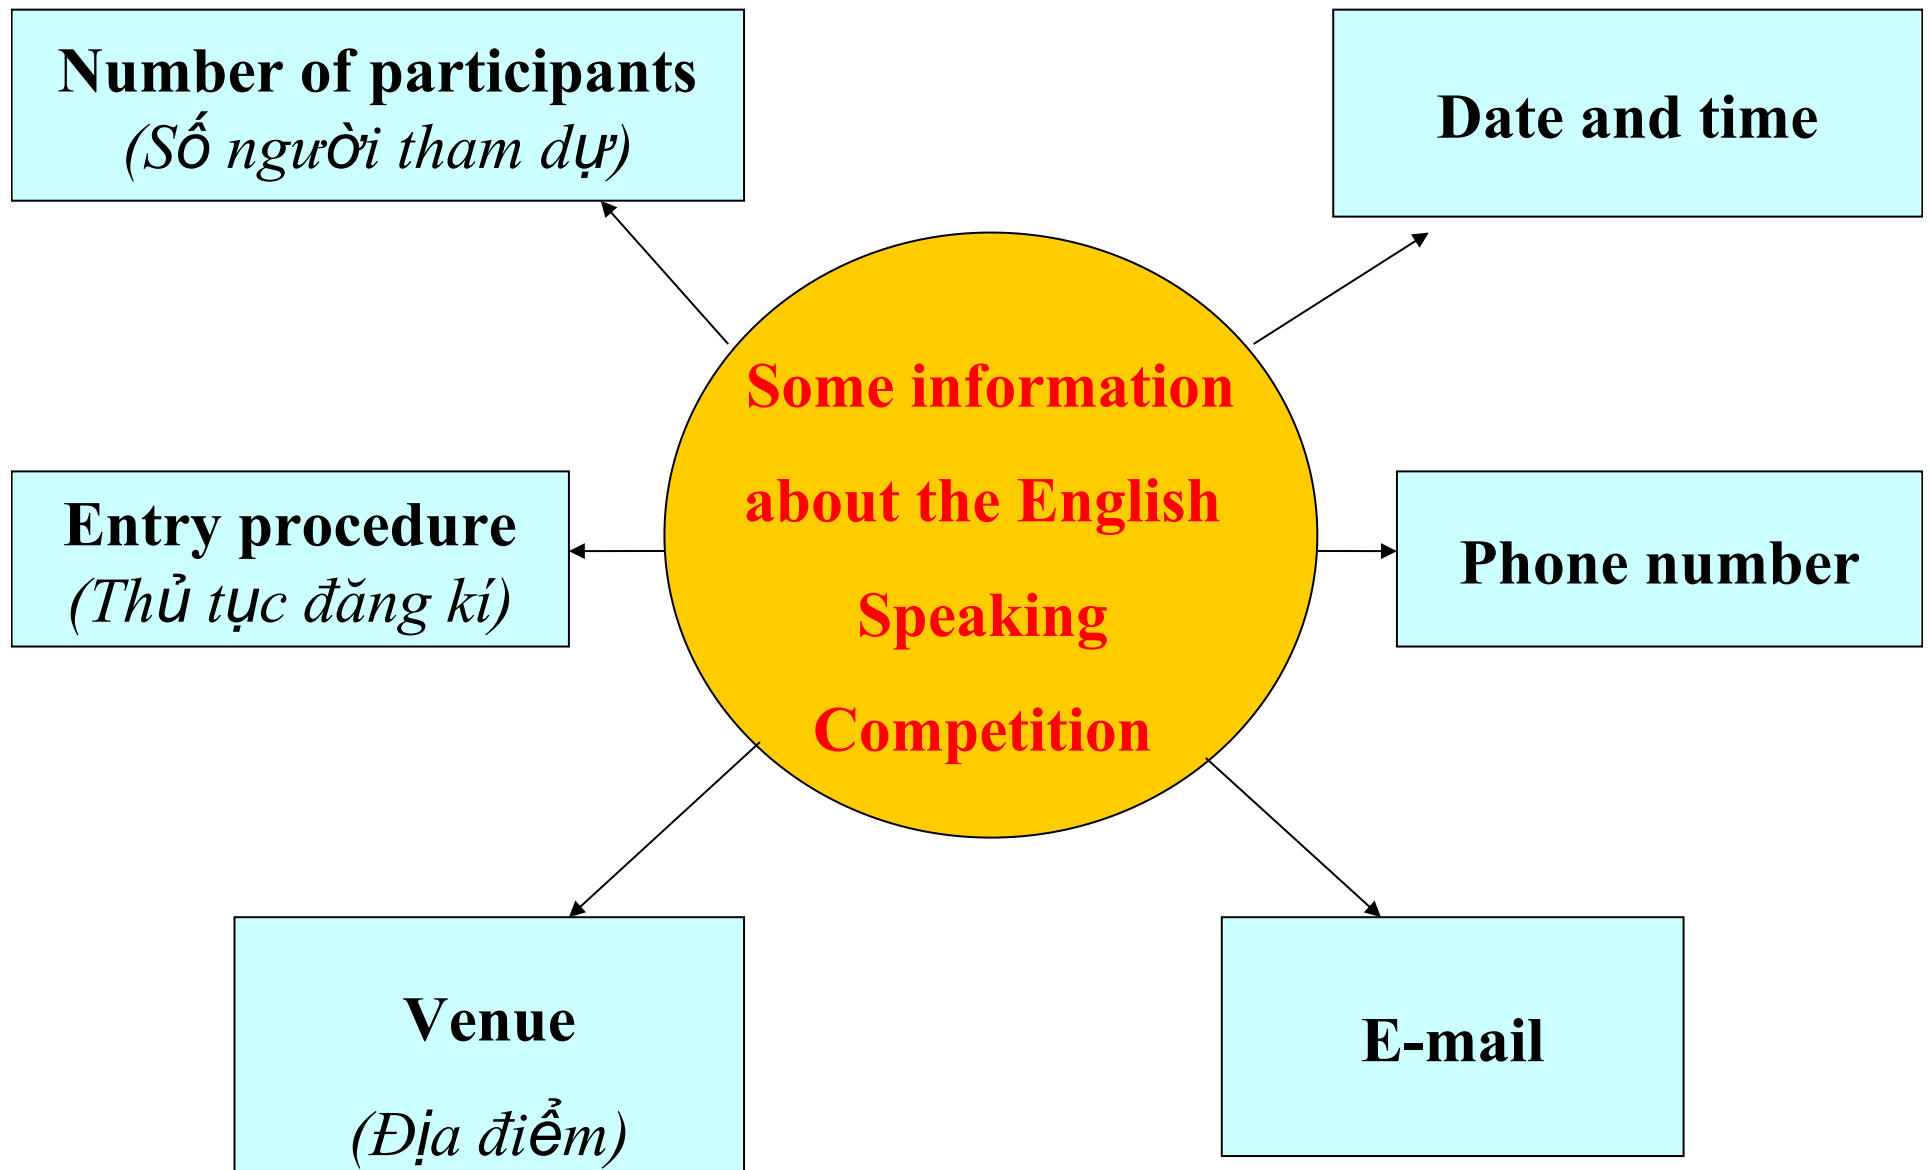 Number of participants
(Số người tham dự)
Date and time
Some information
about the English
Speaking
Competition
Entry procedure
(Thủ tục đăng kí)
Phone number
Venue
(Địa điểm)
E-mail